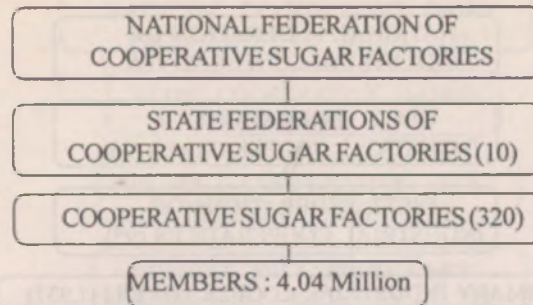 NATIONAL FEDERATION OF
COOPERATIVE SUGAR FACTORIES
STATE FEDERATIONS OF
COOPERATIVE SUGAR FACTORIES (10)
COOPERATIVE SUGAR FACTORIES (320)
MEMBERS : 4.04 Million